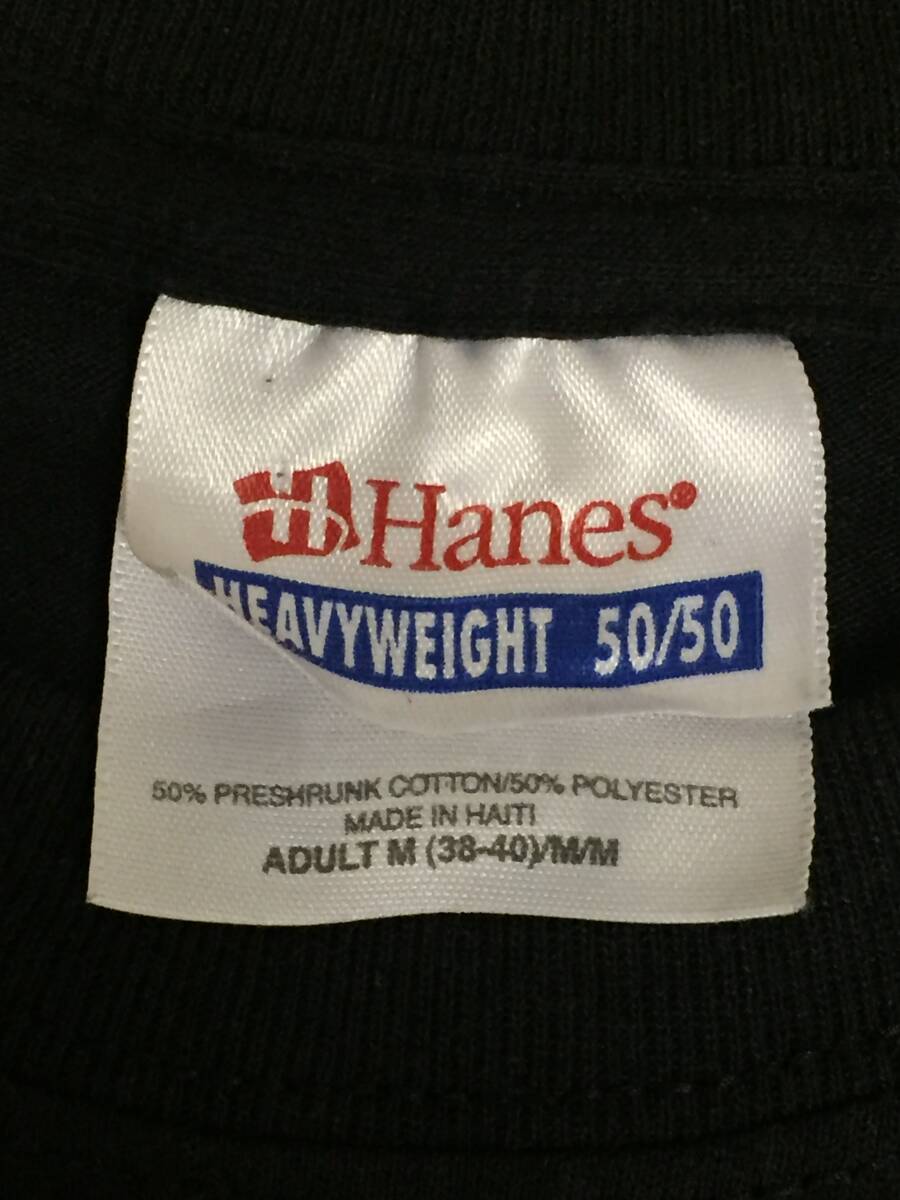 Hanes®
HEAVYWEIGHT 50/50
50% PRESHRUNK COTTON/50% POLYESTER
MADE IN HAITI
ADULT M (38-40)/M/M